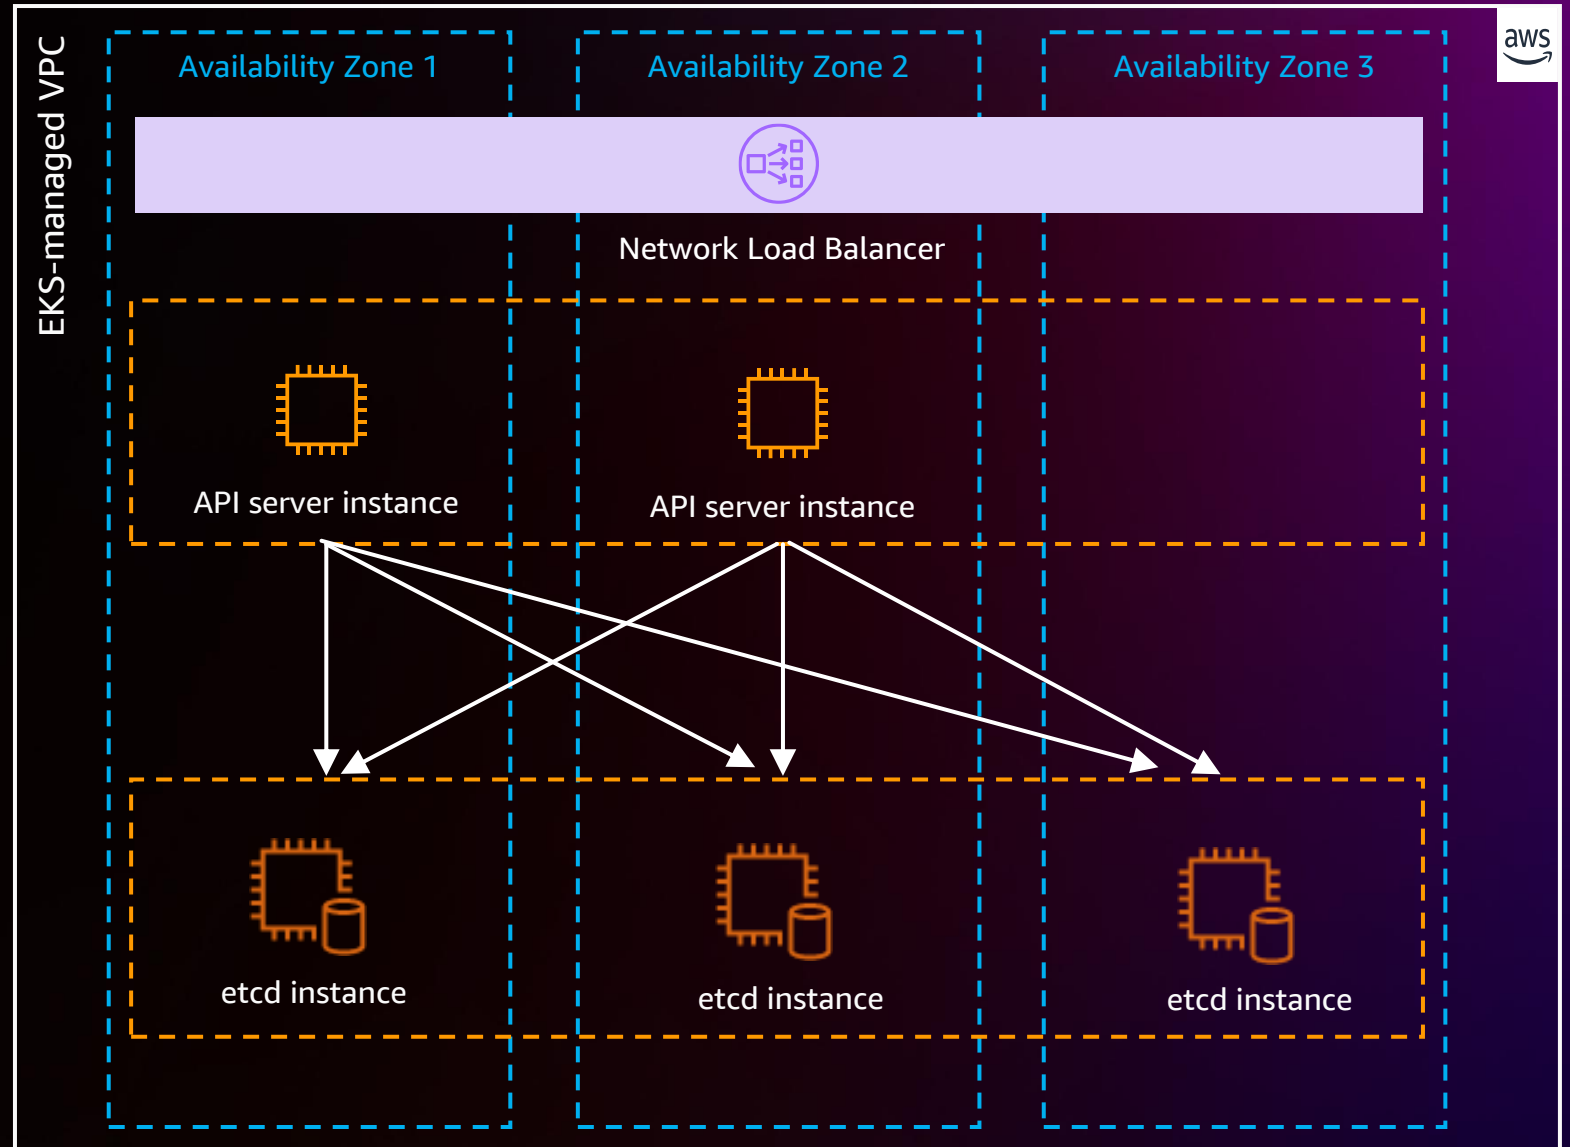 EKS-managed VPC
Availability Zone 1
Availability Zone 2
Availability Zone 3
aws
Network Load Balancer
API server instance
API server instance
etcd instance
etcd instance
etcd instance